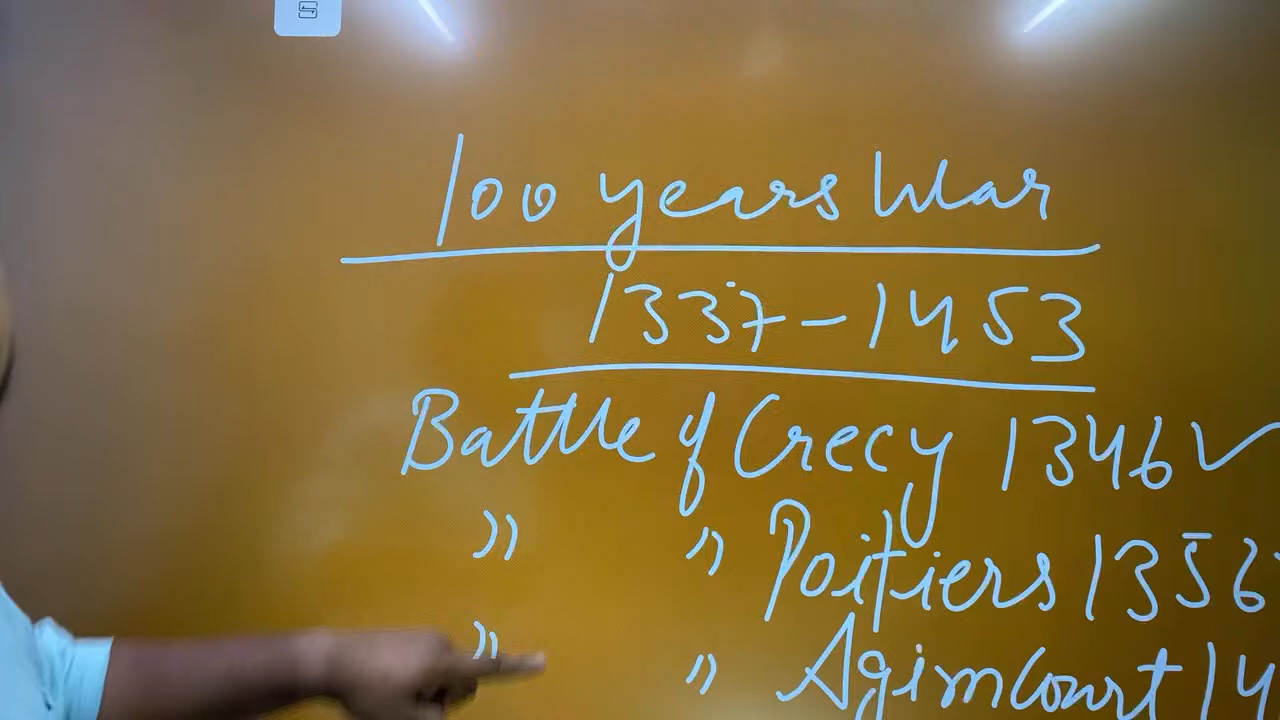 100 years War
1337-1453
Battle of Crecy 1346✓
" " Poitiers 1356
" " Agimcourt 14